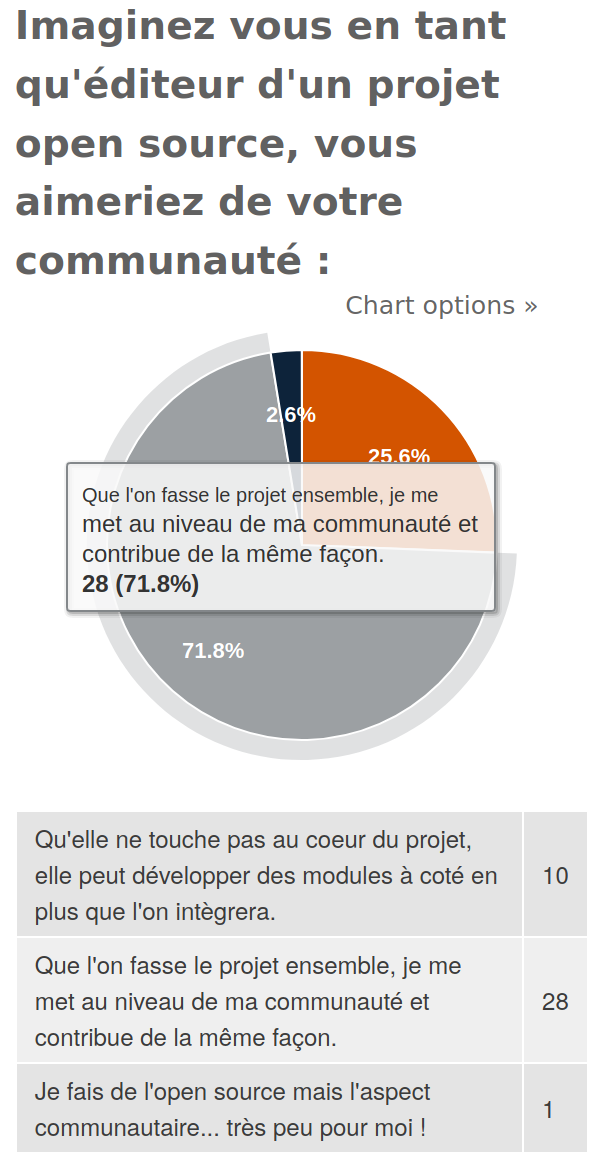 Imaginez vous en tant
qu'éditeur d'un projet
open source, vous
aimeriez de votre
communauté :
Chart options »
2.6%
25.6%
Que l'on fasse le projet ensemble, je me
met au niveau de ma communauté et
contribue de la même façon.
28 (71.8%)
71.8%
Qu'elle ne touche pas au coeur du projet,
elle peut développer des modules à coté en
plus que l'on intègrera.
10
Que l'on fasse le projet ensemble, je me
met au niveau de ma communauté et
contribue de la même façon.
28
Je fais de l'open source mais l'aspect
communautaire... très peu pour moi !
1